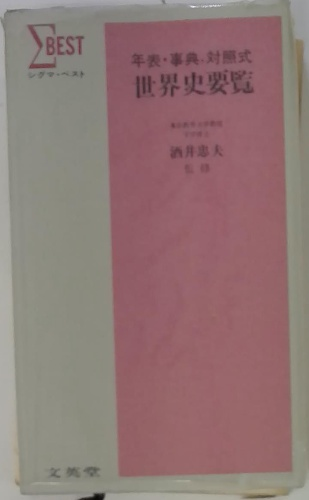 ΣBEST
シグマ・ベスト
年表・事典・対照式
世界史要覧
酒井忠夫
監修
文英堂